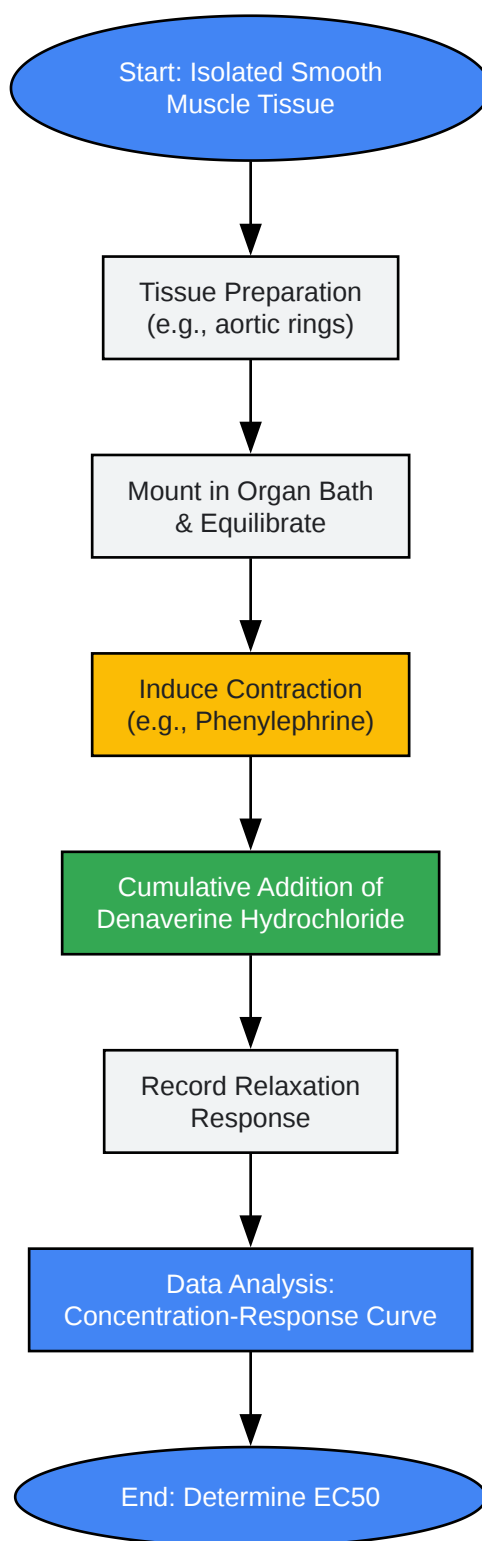 Start: Isolated Smooth
Muscle Tissue
Tissue Preparation
(e.g., aortic rings)
Mount in Organ Bath
& Equilibrate
Induce Contraction
(e.g., Phenylephrine)
Cumulative Addition of
Denaverine Hydrochloride
Record Relaxation
Response
Data Analysis:
Concentration-Response Curve
End: Determine EC50